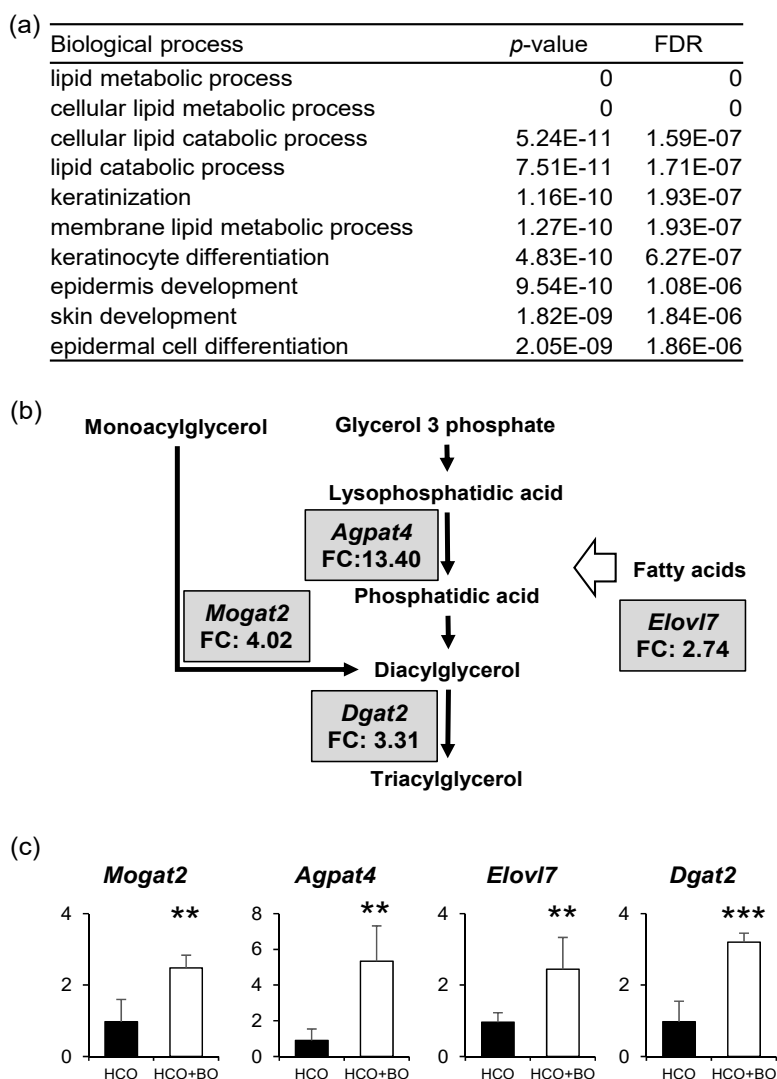 (a)
Biological process p-value FDR
lipid metabolic process 0 0
cellular lipid metabolic process 0 0
cellular lipid catabolic process 5.24E-11 1.59E-07
lipid catabolic process 7.51E-11 1.71E-07
keratinization 1.16E-10 1.93E-07
membrane lipid metabolic process 1.27E-10 1.93E-07
keratinocyte differentiation 4.83E-10 6.27E-07
epidermis development 9.54E-10 1.08E-06
skin development 1.82E-09 1.84E-06
epidermal cell differentiation 2.05E-09 1.86E-06
(b)
Monoacylglycerol Glycerol 3 phosphate
Lysophosphatidic acid
Agpat4
FC:13.40
Fatty acids
Phosphatidic acid
Mogat2
FC: 4.02
Elovl7
FC: 2.74
Diacylglycerol
Dgat2
FC: 3.31
Triacylglycerol
(c)
Mogat2 Agpat4 Elovl7 Dgat2
4 8 4 4
** ** ** ***
6
2 4 2 2
2
0 0 0 0
HCO HCO+BO HCO HCO+BO HCO HCO+BO HCO HCO+BO